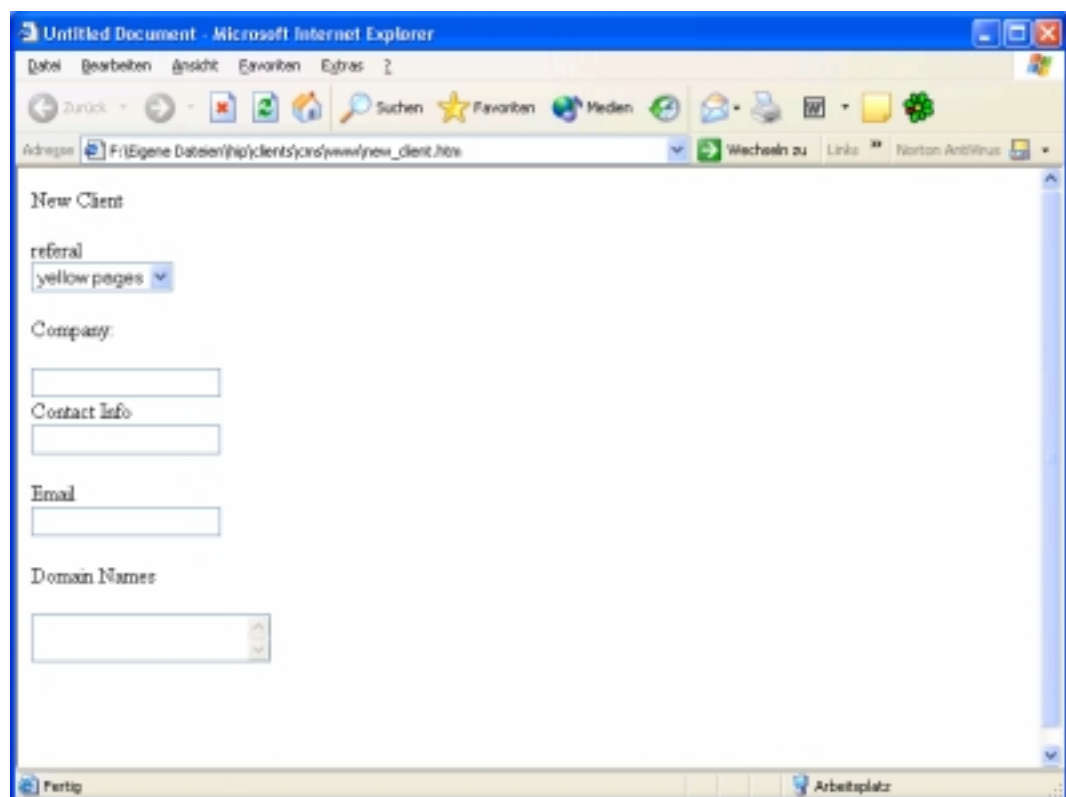 Untitled Document - Microsoft Internet Explorer
Datei Bearbeiten Ansicht Favoriten Extras ?
Zurück Suchen Favoriten Medien W
Adresse F:\Eigene Dateien\hip\clients\cms\www\new_client.htm Wechseln zu Links » Norton AntiVirus
New Client
referal
yellow pages
Company:
Contact Info
Email
Domain Names
Fertig Arbeitsplatz